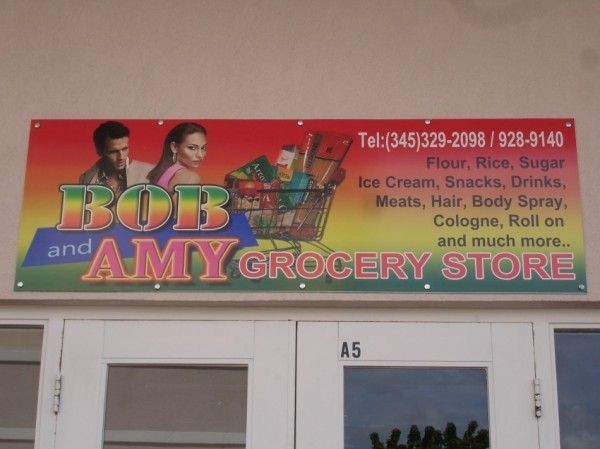 Tel:(345)329-2098 / 928-9140
Flour, Rice, Sugar
Ice Cream, Snacks, Drinks,
Meats, Hair, Body Spray,
Cologne, Roll on
and much more..
BOB
and AMY GROCERY STORE
A5